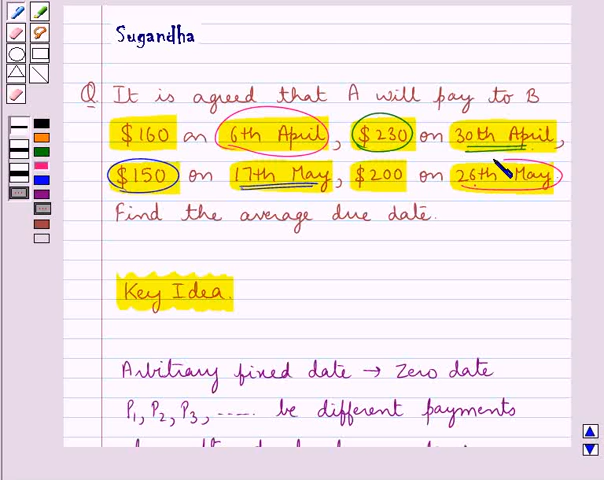 Sugandha
Q It is agreed that A will pay to B
$160 on 6th April, $230 on 30th April,
$150 on 17th May, $200 on 26th May.
Find the average due date.
Key Idea.
Arbitrary fixed date → Zero date
P1, P2, P3, ..... be different payments